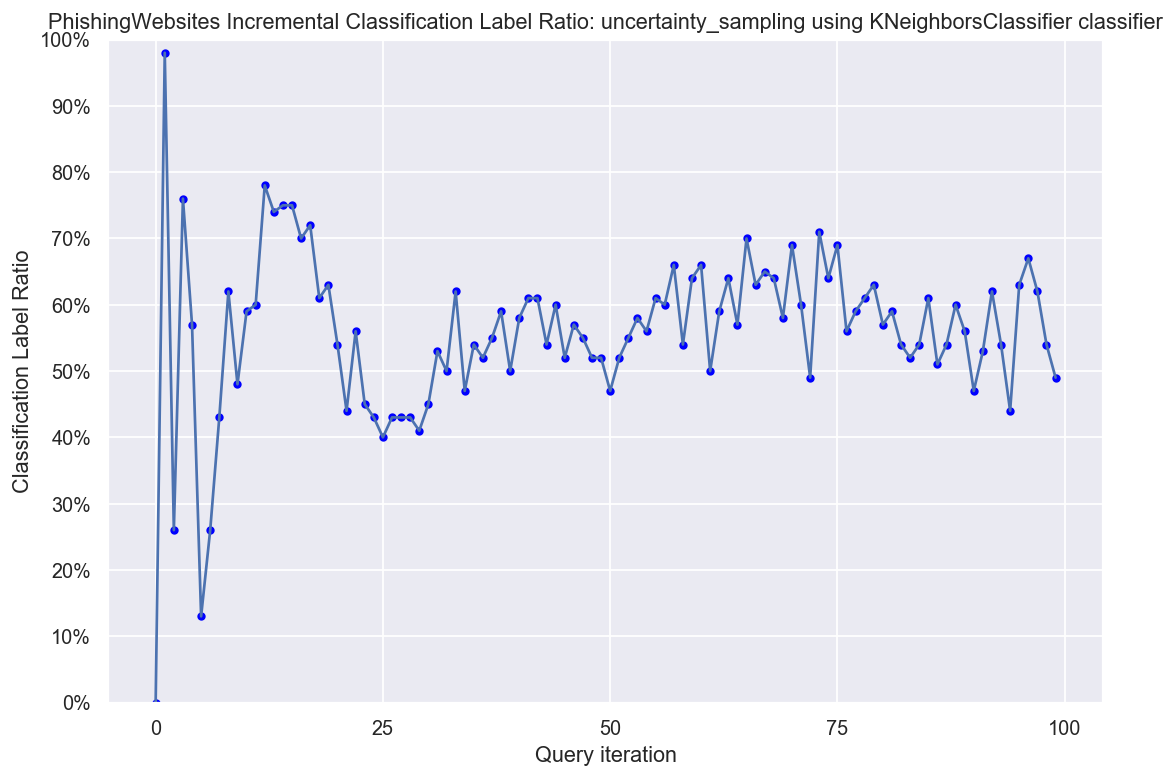 PhishingWebsites Incremental Classification Label Ratio: uncertainty_sampling using KNeighborsClassifier classifier
100%
90%
80%
70%
60%
50%
40%
30%
20%
10%
0%
Classification Label Ratio
0 25 50 75 100
Query iteration